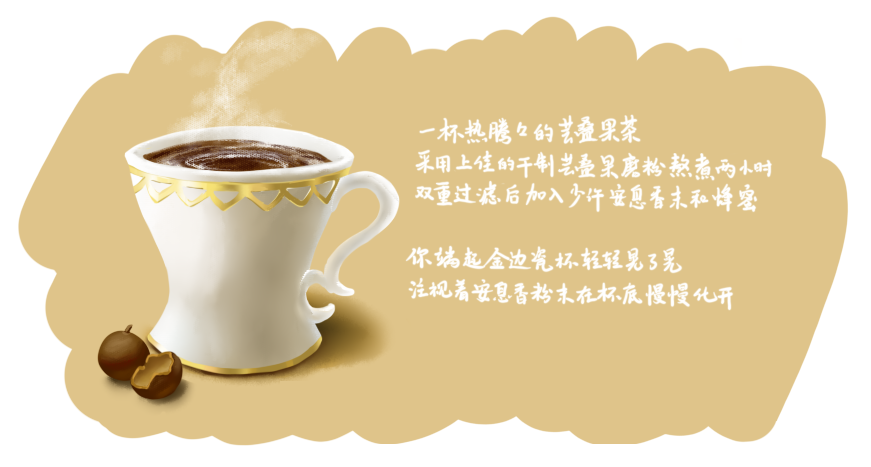 一杯热腾々的芸叠果茶
采用上佳的干制芸叠果磨粉熬煮两小时
双重过滤后加入少许安息香末和蜂蜜
你端起金边瓷杯轻轻晃了晃
注视着安息香粉末在杯底慢慢化开